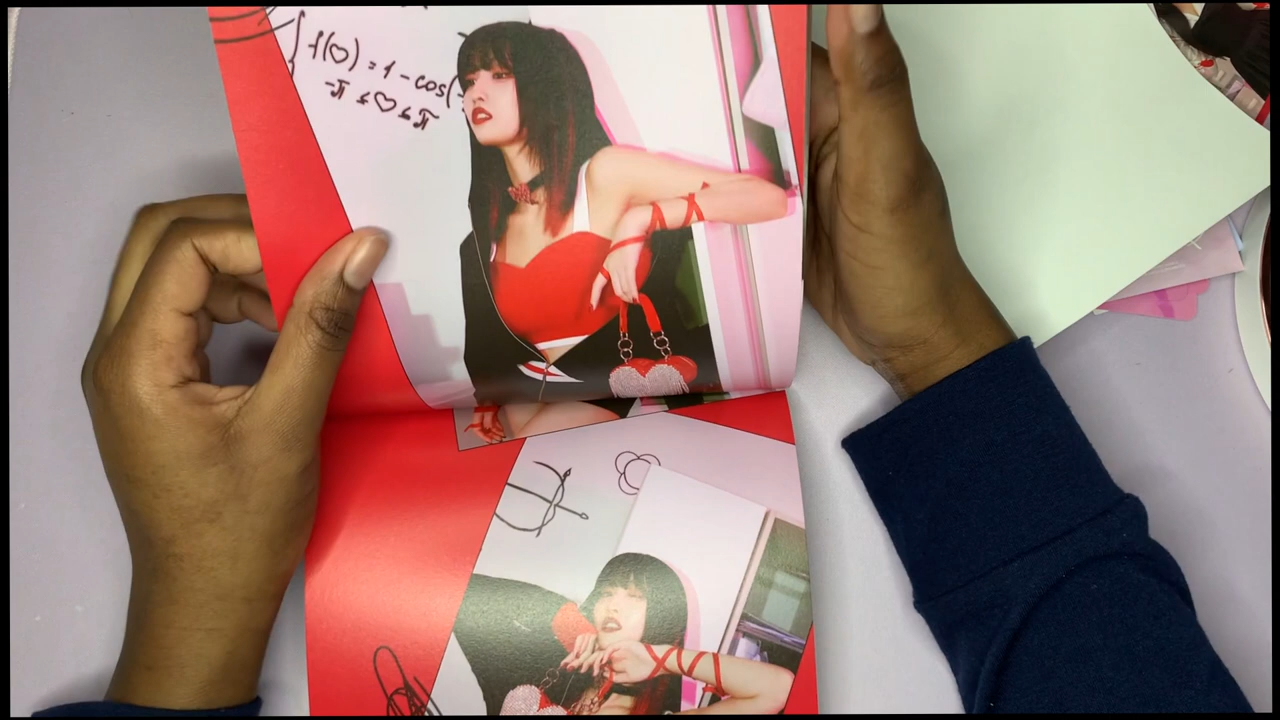 f(♡) = 1 - cos(
-π ≤ ♡ ≤ π